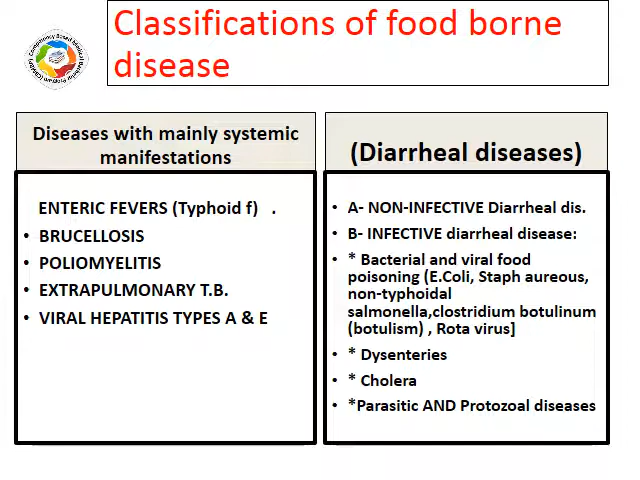 Classifications of food borne
disease
Diseases with mainly systemic
manifestations
ENTERIC FEVERS (Typhoid f) .
• BRUCELLOSIS
• POLIOMYELITIS
• EXTRAPULMONARY T.B.
• VIRAL HEPATITIS TYPES A & E
(Diarrheal diseases)
• A- NON-INFECTIVE Diarrheal dis.
• B- INFECTIVE diarrheal disease:
• * Bacterial and viral food
poisoning (E.Coli, Staph aureous,
non-typhoidal
salmonella,clostridium botulinum
(botulism) , Rota virus]
• * Dysenteries
• * Cholera
• *Parasitic AND Protozoal diseases